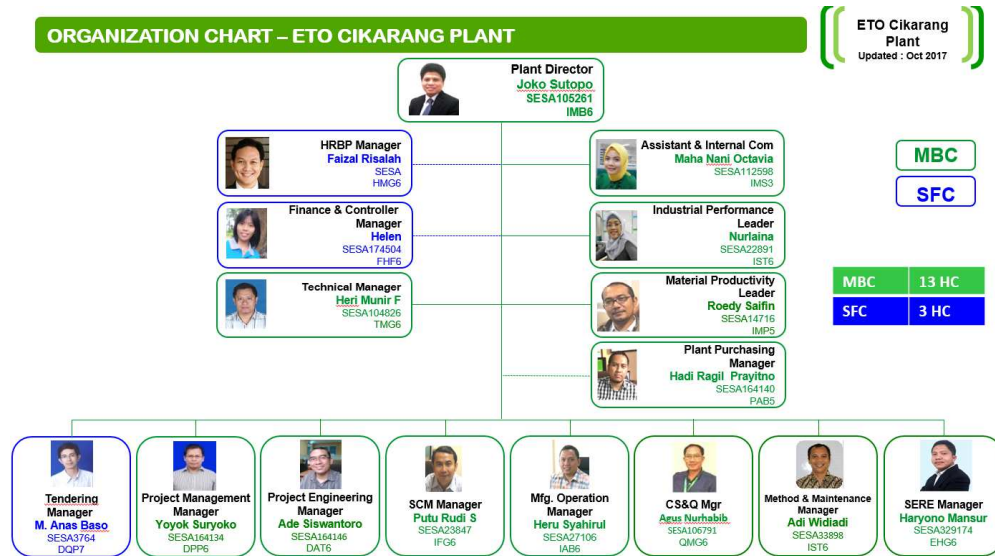 ORGANIZATION CHART – ETO CIKARANG PLANT
ETO Cikarang
Plant
Updated : Oct 2017
Plant Director
Joko Sutopo
SESA105261
IMB6
HRBP Manager
Faizal Risalah
SESA
HMG6
Assistant & Internal Com
Maha Nani Octavia
SESA112598
IMS3
MBC
SFC
Finance & Controller
Manager
Helen
SESA174504
FHF6
Industrial Performance
Leader
Nurlaina
SESA22891
IST6
Technical Manager
Heri Munir F
SESA104826
TMG6
Material Productivity
Leader
Roedy Saifin
SESA14716
IMP5
MBC 13 HC
SFC 3 HC
Plant Purchasing
Manager
Hadi Ragil Prayitno
SESA164140
PAB5
Tendering
Manager
M. Anas Baso
SESA3764
DQP7
Project Management
Manager
Yoyok Suryoko
SESA164134
DPP6
Project Engineering
Manager
Ade Siswantoro
SESA164146
DAT6
SCM Manager
Putu Rudi S
SESA23847
IFG6
Mfg. Operation
Manager
Heru Syahirul
SESA27106
IAB6
CS&Q Mgr
Agus Nurhabib
SESA106791
QMG6
Method & Maintenance
Manager
Adi Widiadi
SESA33898
IST6
SERE Manager
Haryono Mansur
SESA329174
EHG6